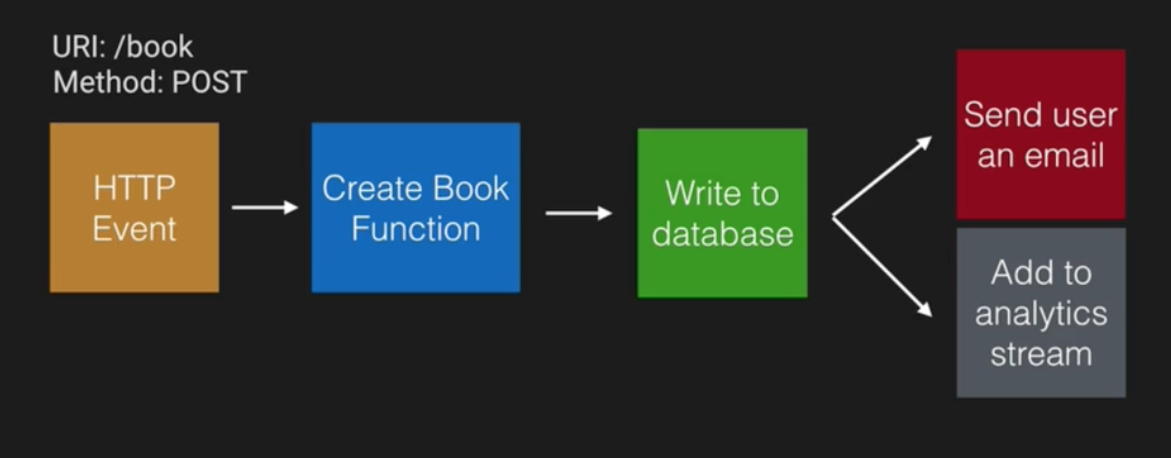 URI: /book
Method: POST
HTTP
Event
Create Book
Function
Write to
database
Send user
an email
Add to
analytics
stream